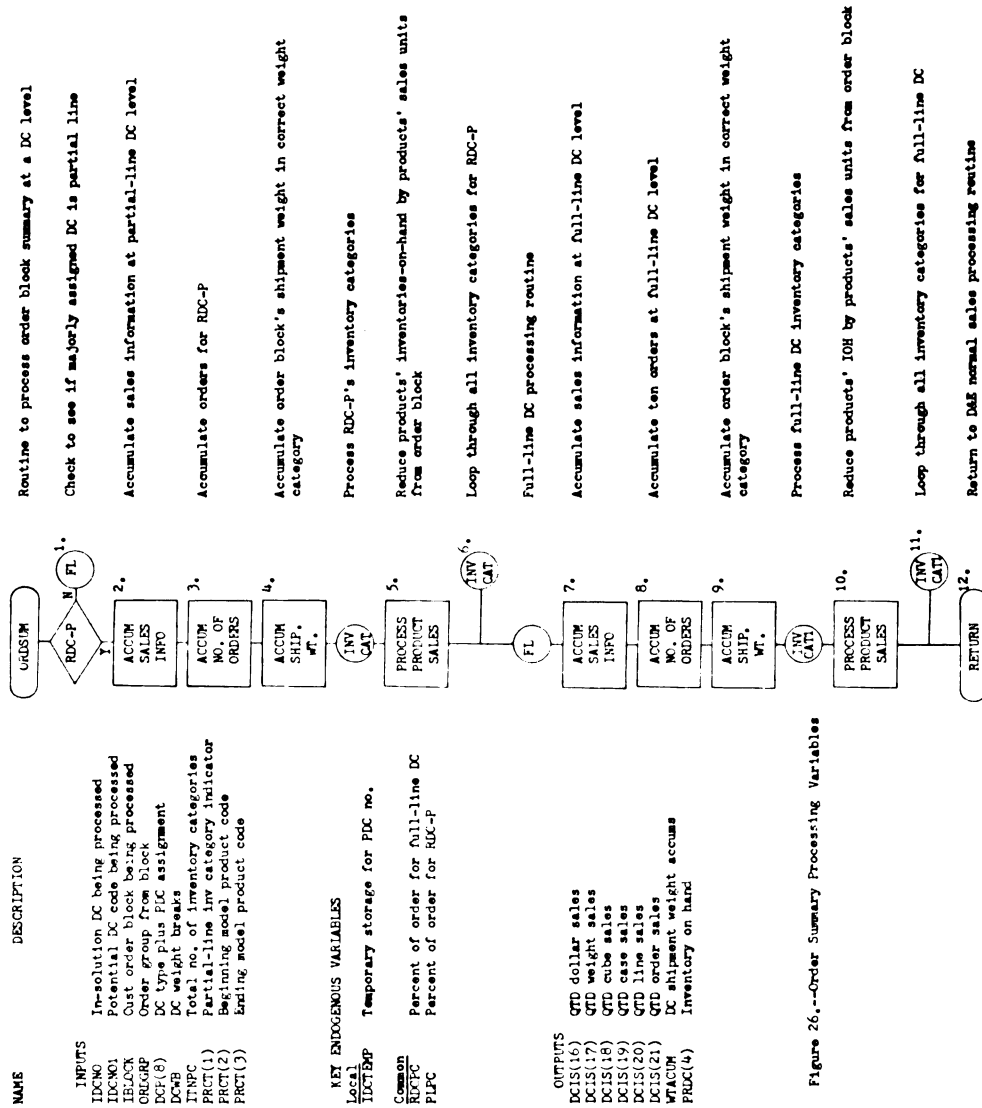 NAME DESCRIPTION
INPUTS
IDCNO In-solution DC being processed
IDCNO1 Potential DC code being processed
IBLOCK Cust order block being processed
ORDGRP Order group from block
DCP(8) DC type plus PDC assignment
DCWB DC weight breaks
ITNPC Total no. of inventory categories
PRCT(1) Partial-line inv category indicator
PRCT(2) Beginning model product code
PRCT(3) Ending model product code
KEY ENDOGENOUS VARIABLES
Local
IDCTEMP Temporary storage for PDC no.
Common
RDCPC Percent of order for full-line DC
PLPC Percent of order for RDC-P
OUTPUTS
DCIS(16) QTD dollar sales
DCIS(17) QTD weight sales
DCIS(18) QTD cube sales
DCIS(19) QTD case sales
DCIS(20) QTD line sales
DCIS(21) QTD order sales
WTACUM DC shipment weight accums
PRDC(4) Inventory on hand
ORDSUM
RDC-P
N
FL
1.
Y
2.
ACCUM
SALES
INFO
3.
ACCUM
NO. OF
ORDERS
4.
ACCUM
SHIP.
WT.
INV
CAT
5.
PROCESS
PRODUCT
SALES
6.
INV
CAT
FL
7.
ACCUM
SALES
INFO
8.
ACCUM
NO. OF
ORDERS
9.
ACCUM
SHIP.
WT.
INV
CAT1
10.
PROCESS
PRODUCT
SALES
11.
INV
CAT1
12.
RETURN
Routine to process order block summary at a DC level
Check to see if majorly assigned DC is partial line
Accumulate sales information at partial-line DC level
Accumulate orders for RDC-P
Accumulate order block's shipment weight in correct weight
category
Process RDC-P's inventory categories
Reduce products' inventories-on-hand by products' sales units
from order block
Loop through all inventory categories for RDC-P
Full-line DC processing routine
Accumulate sales information at full-line DC level
Accumulate ten orders at full-line DC level
Accumulate order block's shipment weight in correct weight
category
Process full-line DC inventory categories
Reduce products' IOH by products' sales units from order block
Loop through all inventory categories for full-line DC
Return to D&E normal sales processing routine
Figure 26.--Order Summary Processing Variables